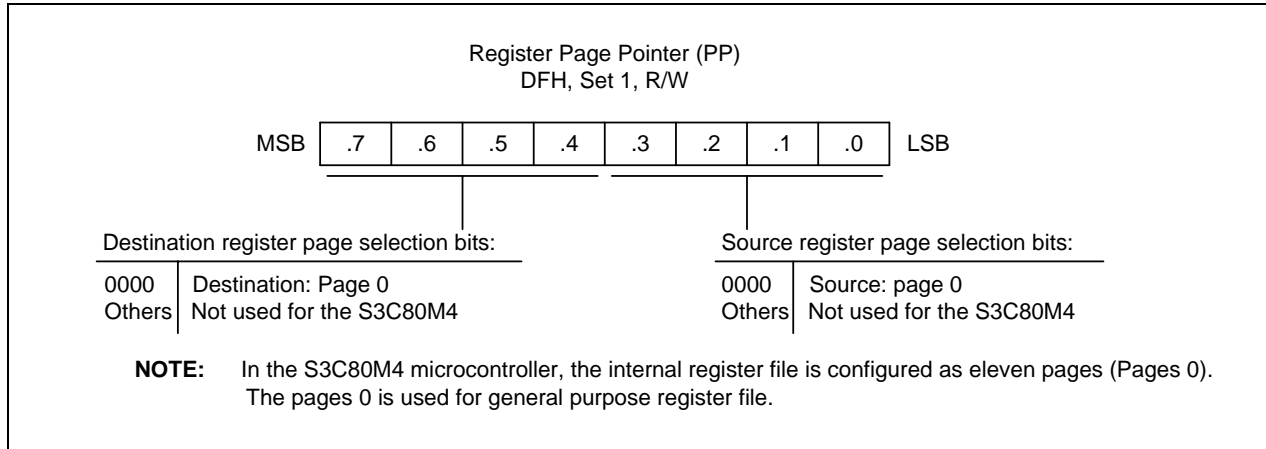 Register Page Pointer (PP)
DFH, Set 1, R/W
MSB .7 .6 .5 .4 .3 .2 .1 .0 LSB
Destination register page selection bits:
0000 Destination: Page 0
Others Not used for the S3C80M4
Source register page selection bits:
0000 Source: page 0
Others Not used for the S3C80M4
NOTE: In the S3C80M4 microcontroller, the internal register file is configured as eleven pages (Pages 0).
The pages 0 is used for general purpose register file.